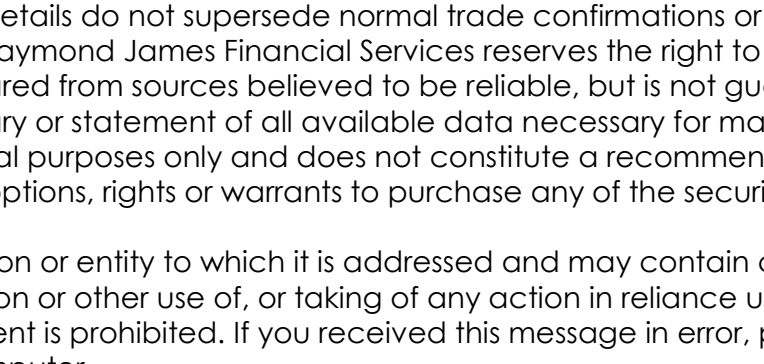 etails do not supersede normal trade confirmations or
aymond James Financial Services reserves the right to
red from sources believed to be reliable, but is not gu
ry or statement of all available data necessary for ma
al purposes only and does not constitute a recommen
ptions, rights or warrants to purchase any of the securi
on or entity to which it is addressed and may contain
on or other use of, or taking of any action in reliance u
ent is prohibited. If you received this message in error, p